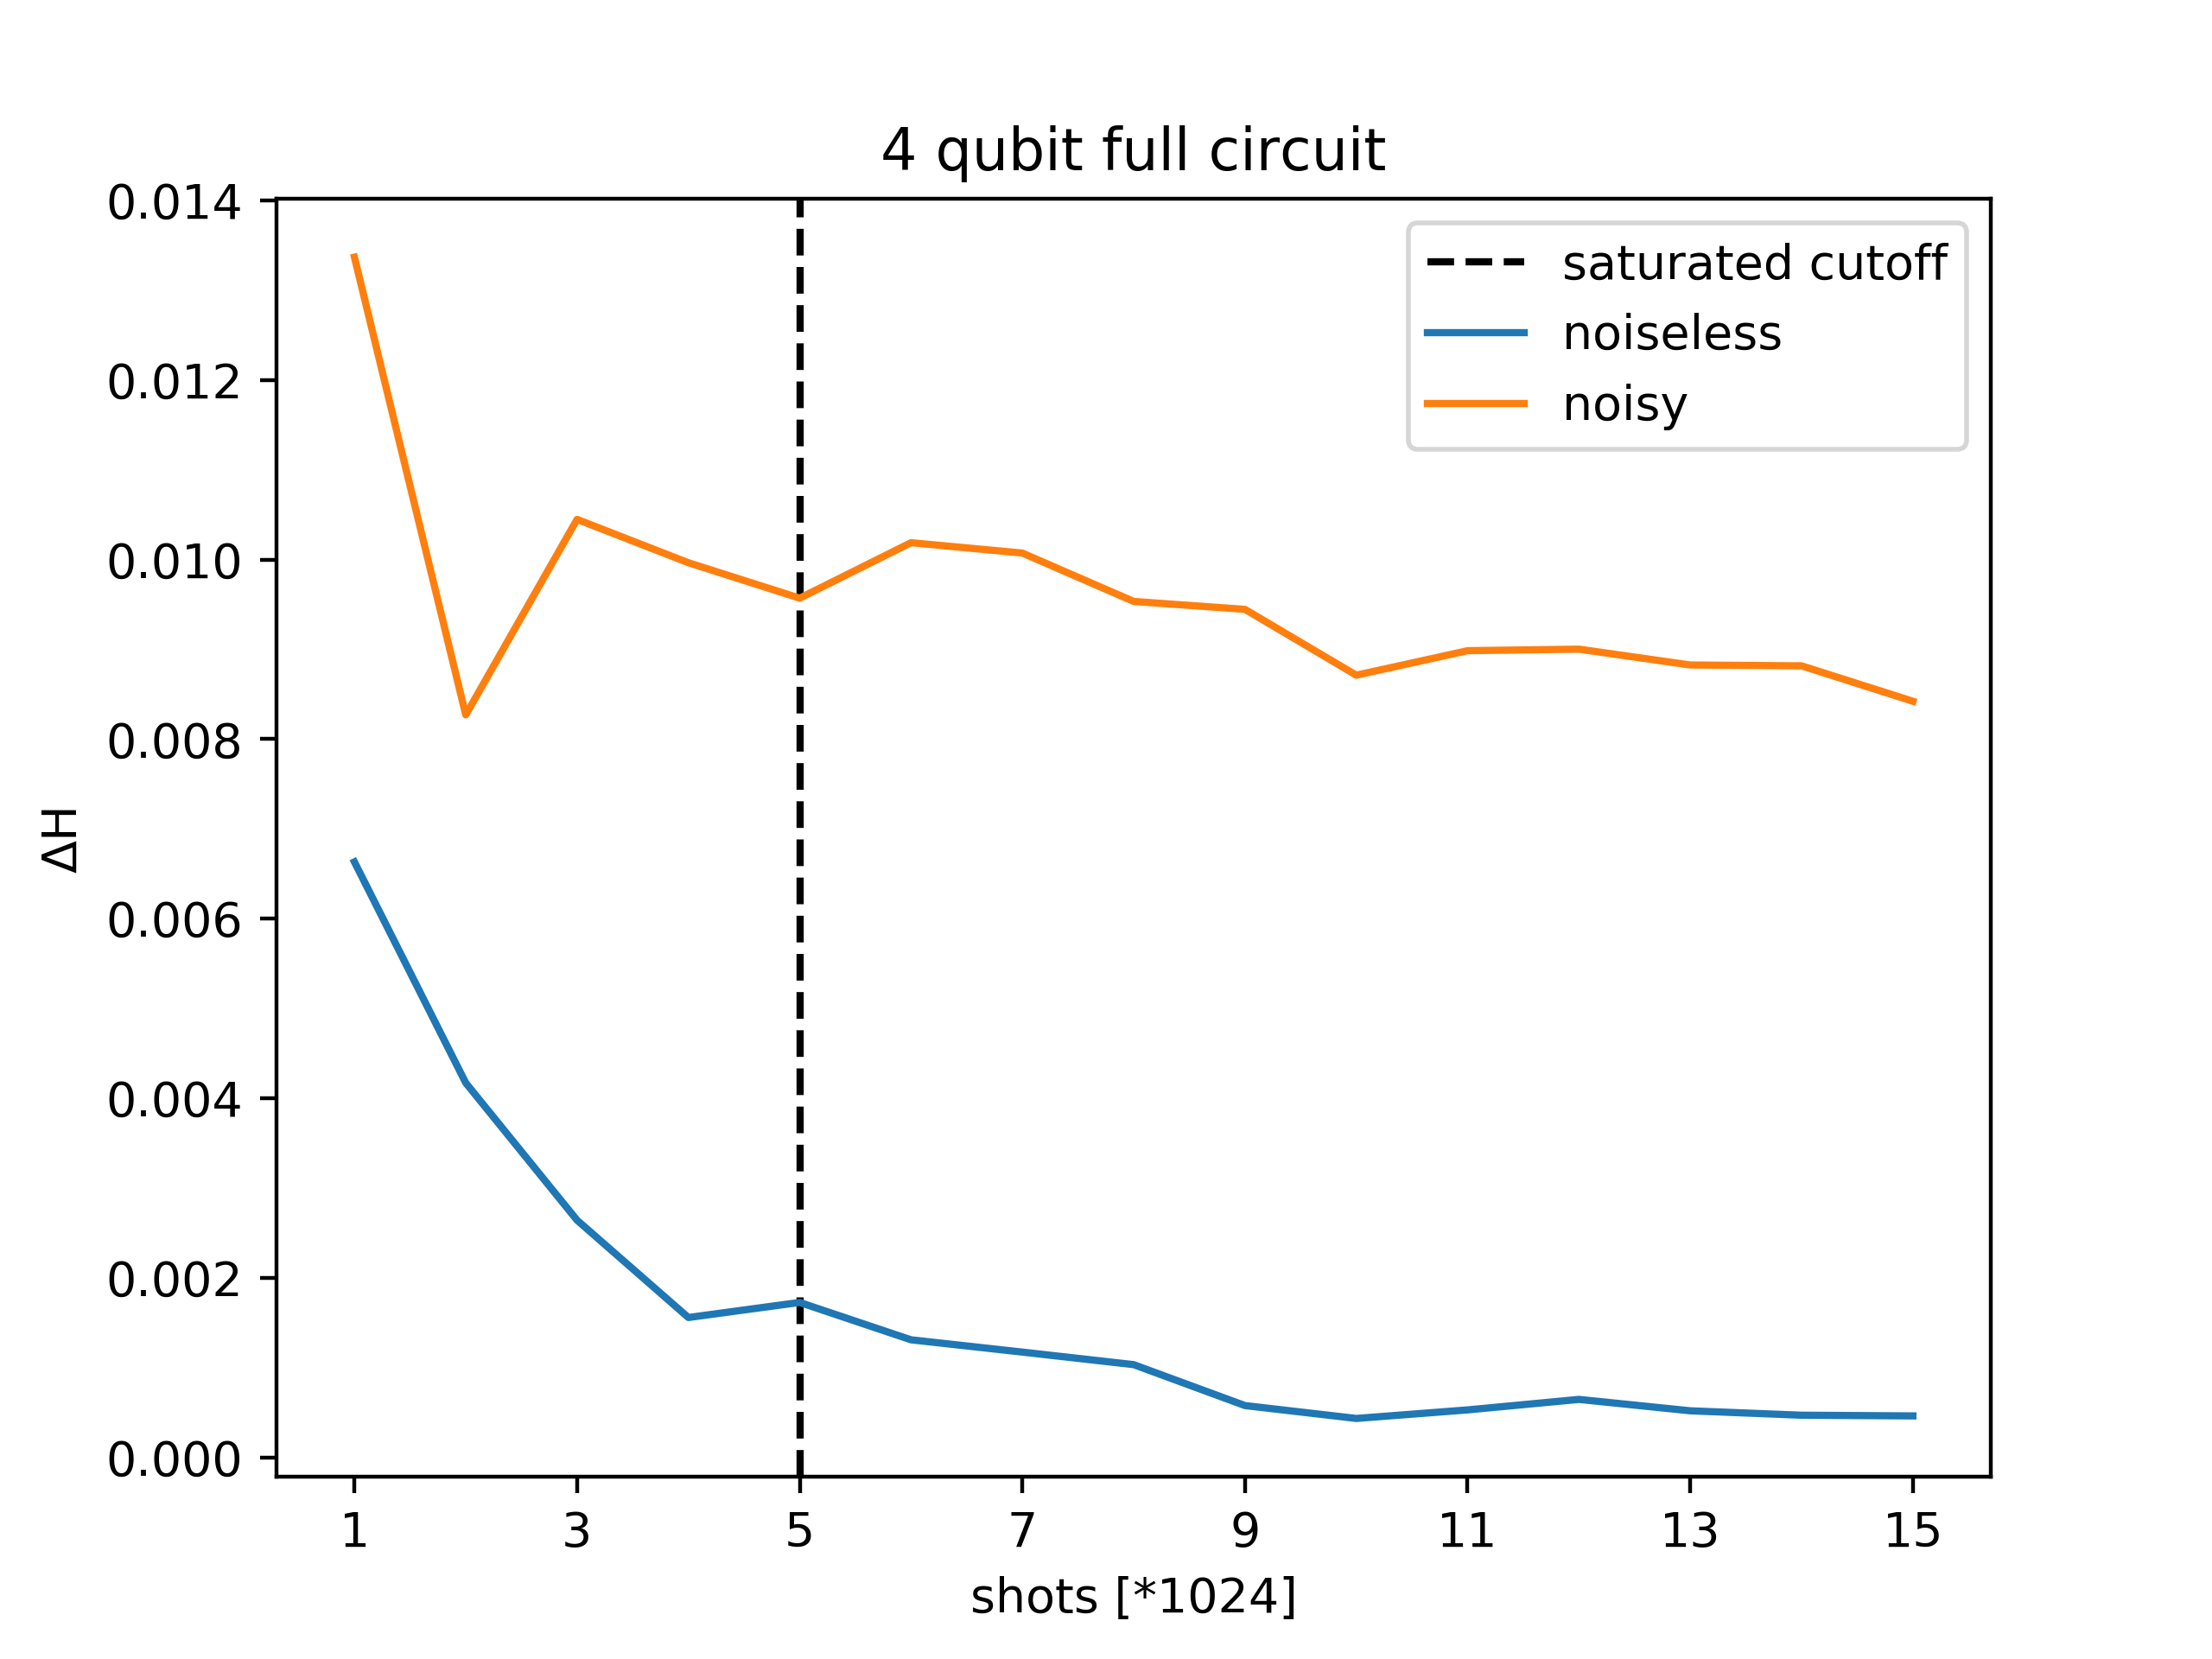 4 qubit full circuit
0.014
0.012
0.010
0.008
0.006
0.004
0.002
0.000
ΔH
saturated cutoff
noiseless
noisy
1 3 5 7 9 11 13 15
shots [*1024]